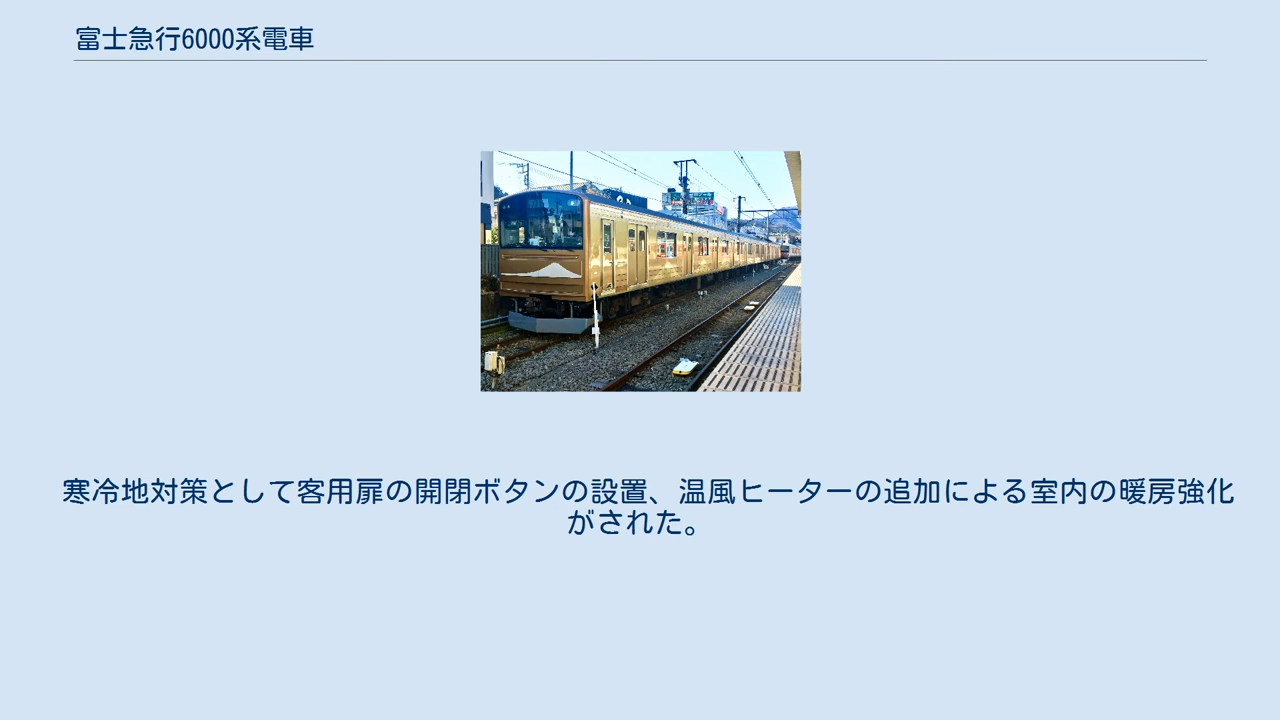 富士急行6000系電車
寒冷地対策として客用扉の開閉ボタンの設置、温風ヒーターの追加による室内の暖房強化
がされた。